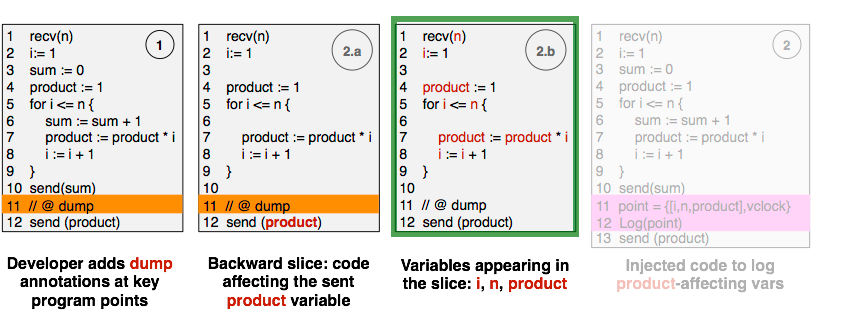 1 recv(n)
2 i:= 1
3 sum := 0
4 product := 1
5 for i <= n {
6 sum := sum + 1
7 product := product * i
8 i := i + 1
9 }
10 send(sum)
11 // @ dump
12 send (product)
1
Developer adds dump
annotations at key
program points
1 recv(n)
2 i:= 1
3
4 product := 1
5 for i <= n {
6
7 product := product * i
8 i := i + 1
9 }
10
11 // @ dump
12 send (product)
2.a
Backward slice: code
affecting the sent
product variable
1 recv(n)
2 i:= 1
3
4 product := 1
5 for i <= n {
6
7 product := product * i
8 i := i + 1
9 }
10
11 // @ dump
12 send (product)
2.b
Variables appearing in
the slice: i, n, product
1 recv(n)
2 i:= 1
3 sum := 0
4 product := 1
5 for i <= n {
6 sum := sum + 1
7 product := product * i
8 i := i + 1
9 }
10 send(sum)
11 point = {[i,n,product],vclock}
12 Log(point)
13 send (product)
2
Injected code to log
product-affecting vars